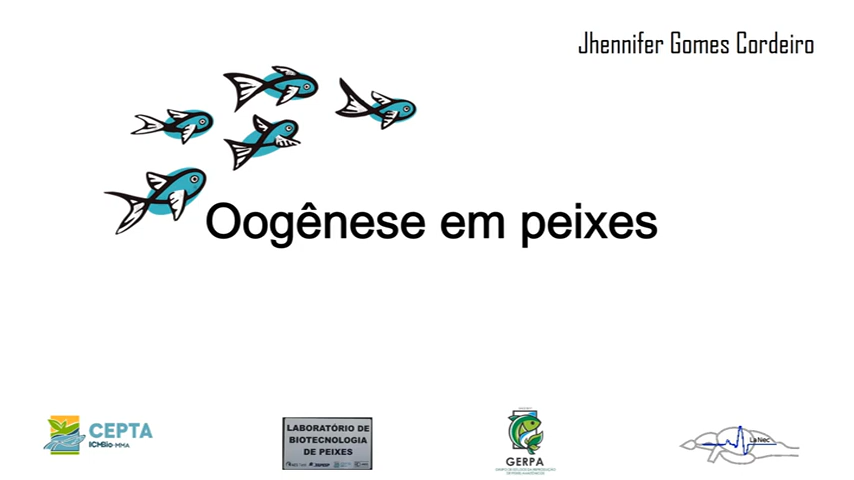 Jhennifer Gomes Cordeiro
Oogênese em peixes
CEPTA
ICMBio MMA
LABORATÓRIO DE
BIOTECNOLOGIA
DE PEIXES
GERPA
LaNec